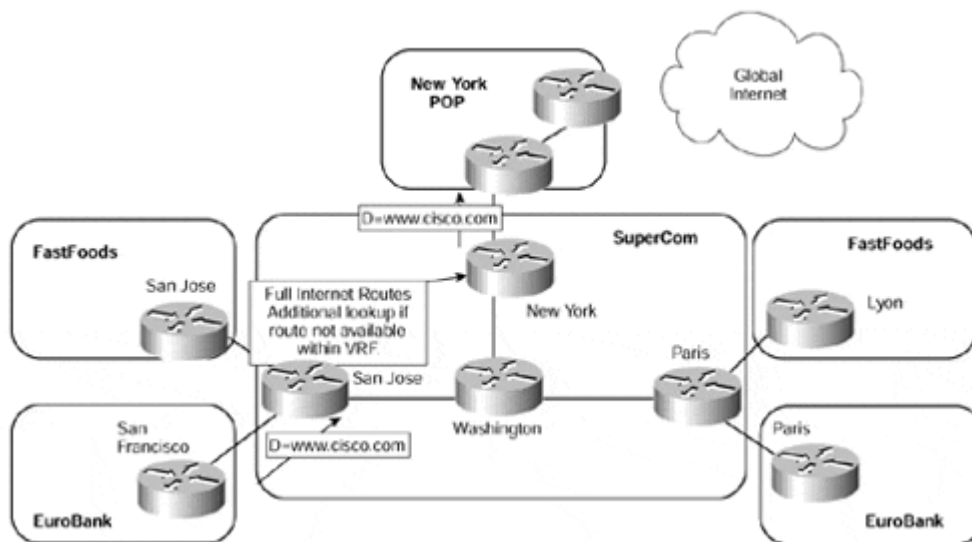 New York
POP
Global
Internet
D=www.cisco.com
SuperCom
FastFoods
FastFoods
San Jose
Full Internet Routes
Additional lookup if
route not available
within VRF.
New York
Lyon
San Jose
Paris
Washington
San
Francisco
D=www.cisco.com
Paris
EuroBank
EuroBank